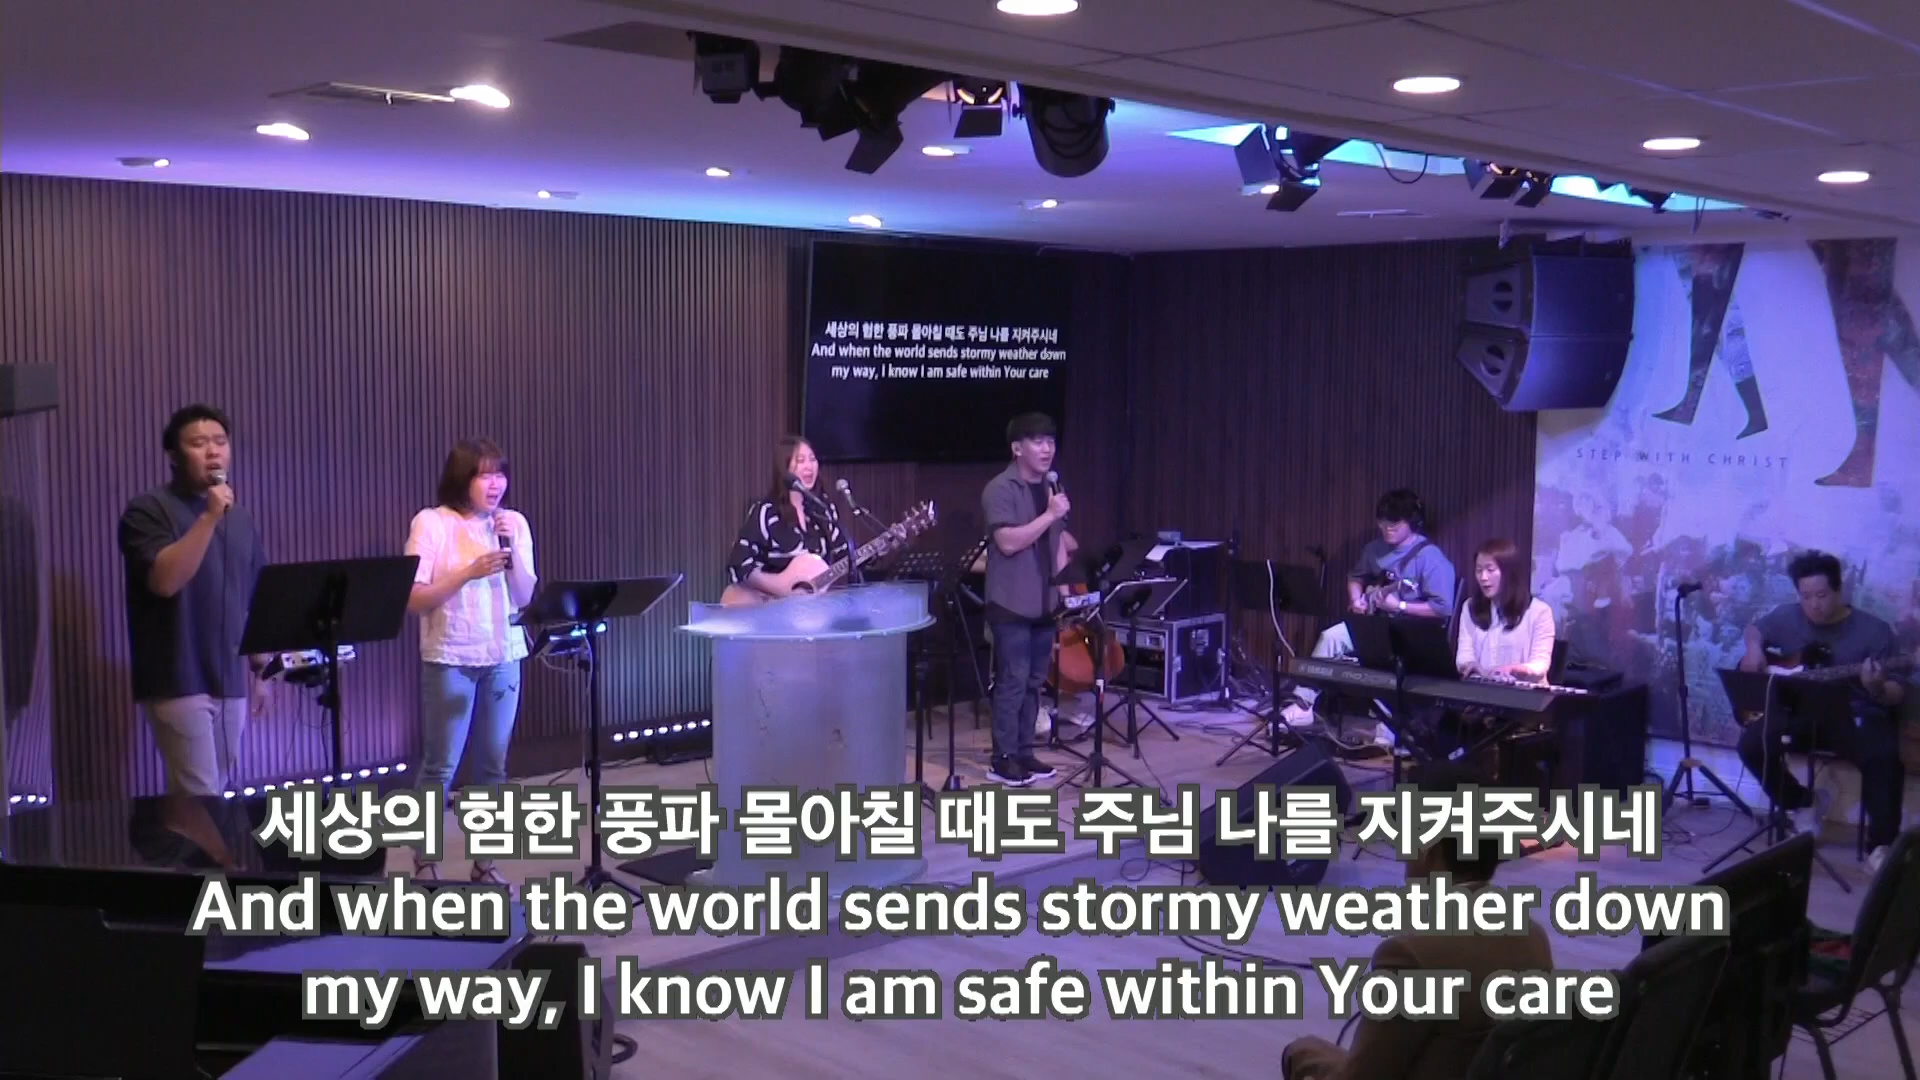 세상의 험한 풍파 몰아칠 때도 주님 나를 지켜주시네
And when the world sends stormy weather down
my way, I know I am safe within Your care
STEP WITH CHRIST
세상의 험한 풍파 몰아칠 때도 주님 나를 지켜주시네
And when the world sends stormy weather down
my way, I know I am safe within Your care